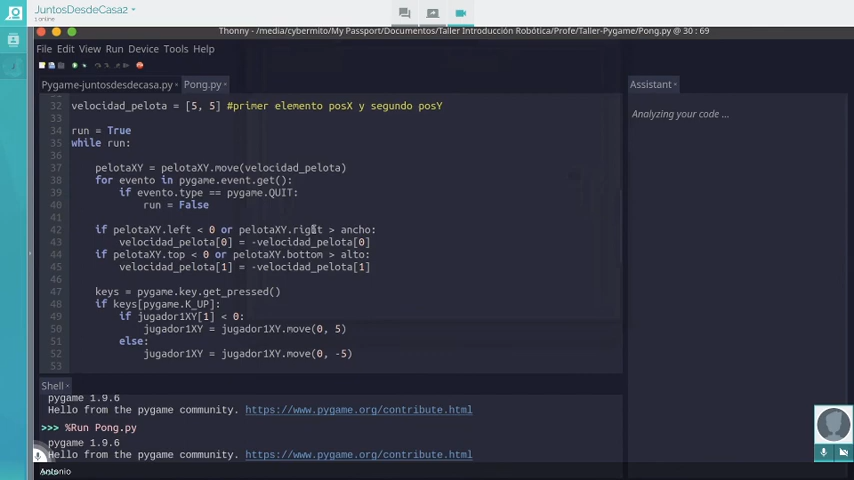 JuntosDesdeCasa2
1 online
Thonny - /media/cybermito/My Passport/Documentos/Taller Introducción Robótica/Profe/Taller-Pygame/Pong.py @ 30 : 69
File Edit View Run Device Tools Help
Pygame-juntosdesdecasa.py Pong.py
Assistant
Analyzing your code ...
32 velocidad_pelota = [5, 5] #primer elemento posX y segundo posY
33
34 run = True
35 while run:
36
37 pelotaXY = pelotaXY.move(velocidad_pelota)
38 for evento in pygame.event.get():
39 if evento.type == pygame.QUIT:
40 run = False
41
42 if pelotaXY.left < 0 or pelotaXY.right > ancho:
43 velocidad_pelota[0] = -velocidad_pelota[0]
44 if pelotaXY.top < 0 or pelotaXY.bottom > alto:
45 velocidad_pelota[1] = -velocidad_pelota[1]
46
47 keys = pygame.key.get_pressed()
48 if keys[pygame.K_UP]:
49 if jugador1XY[1] < 0:
50 jugador1XY = jugador1XY.move(0, 5)
51 else:
52 jugador1XY = jugador1XY.move(0, -5)
53
Shell
pygame 1.9.6
Hello from the pygame community. https://www.pygame.org/contribute.html
>>> %Run Pong.py
pygame 1.9.6
Hello from the pygame community. https://www.pygame.org/contribute.html
Antonio